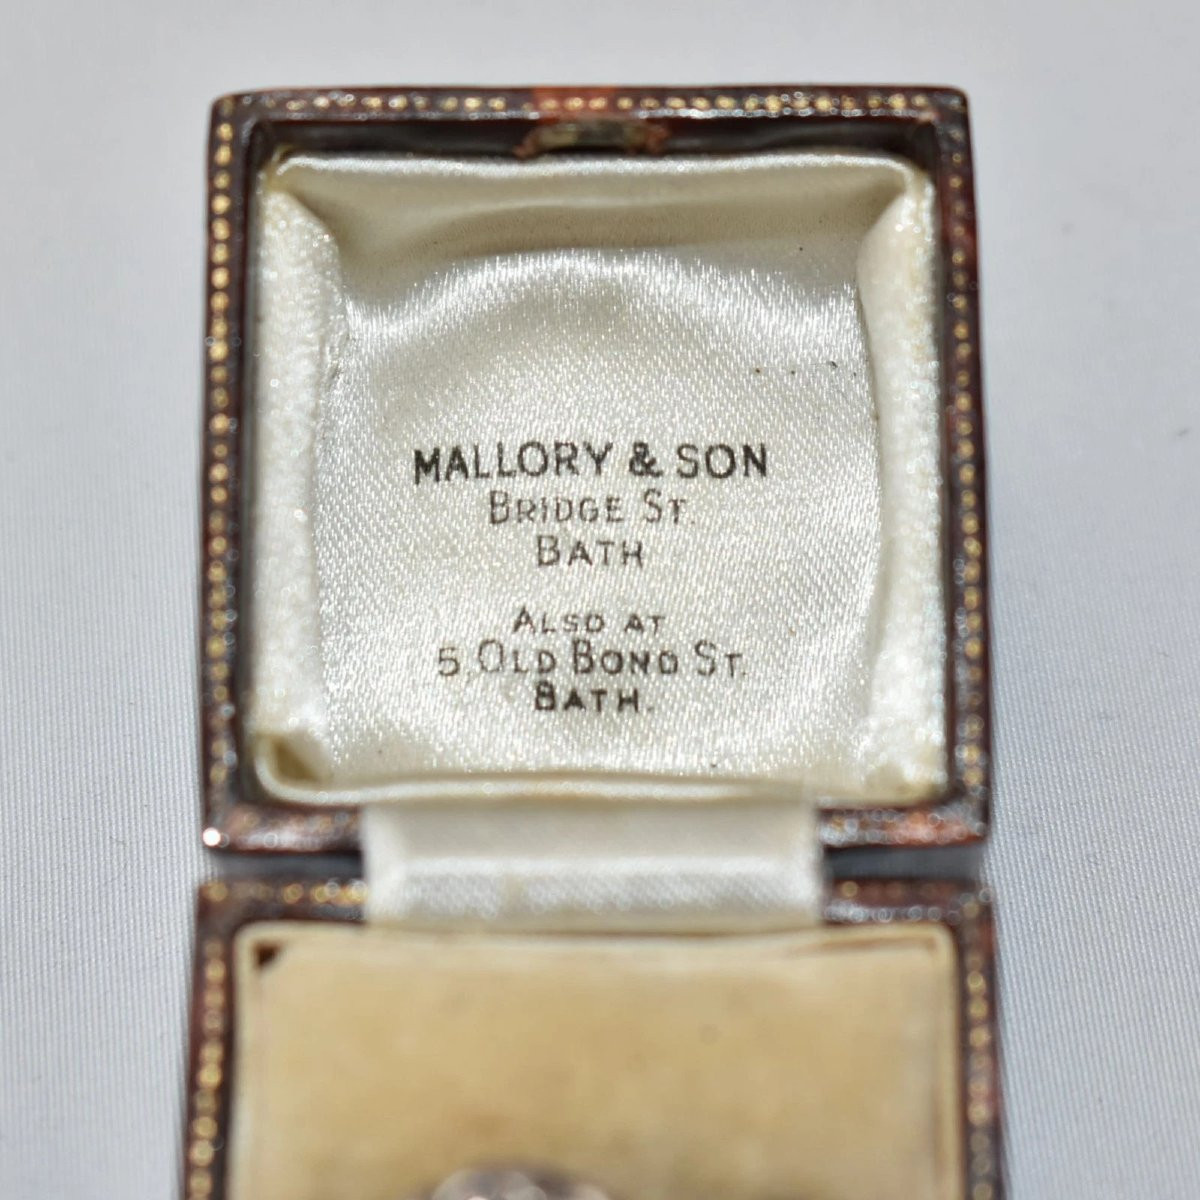 MALLORY & SON
BRIDGE ST.
BATH
ALSO AT
5, OLD BOND ST.
BATH.